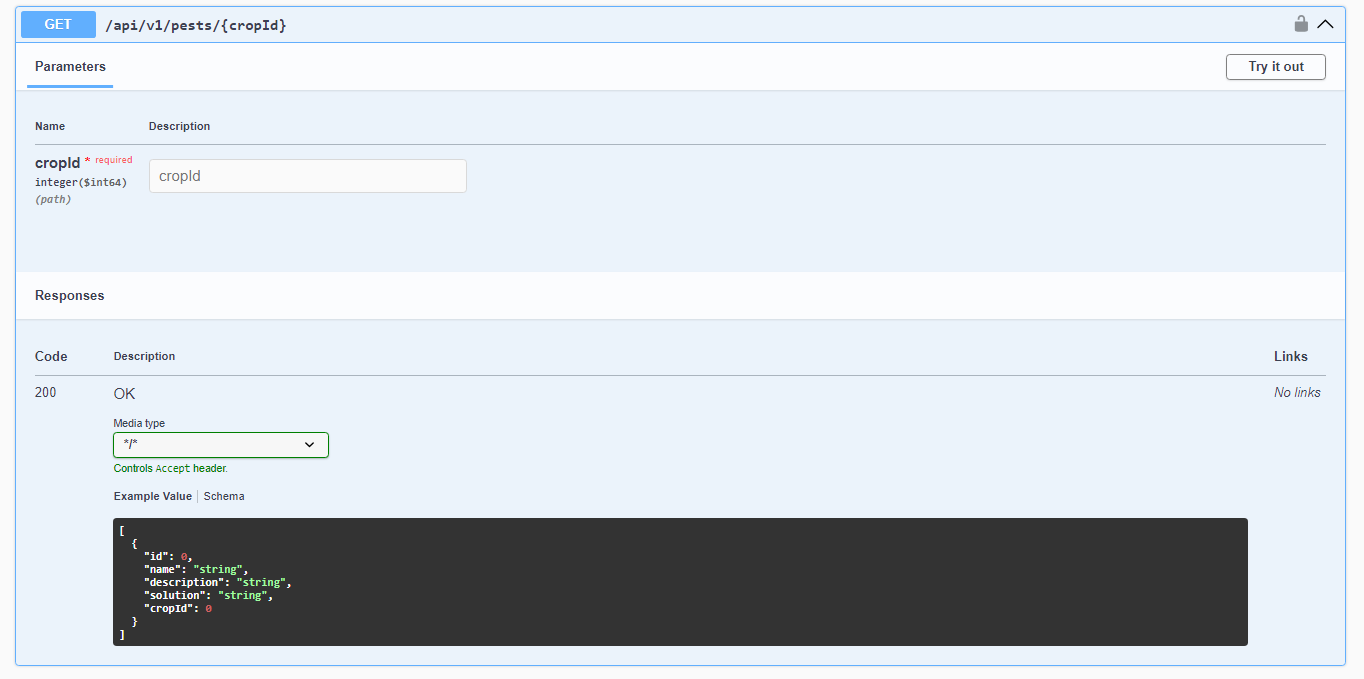 GET /api/v1/pests/{cropId}
Parameters
Try it out
Name Description
cropId * required
integer($int64)
(path)
cropId
Responses
Code Description Links
200 OK No links
Media type
*/*
Controls Accept header.
Example Value Schema
[
{
"id": 0,
"name": "string",
"description": "string",
"solution": "string",
"cropId": 0
}
]